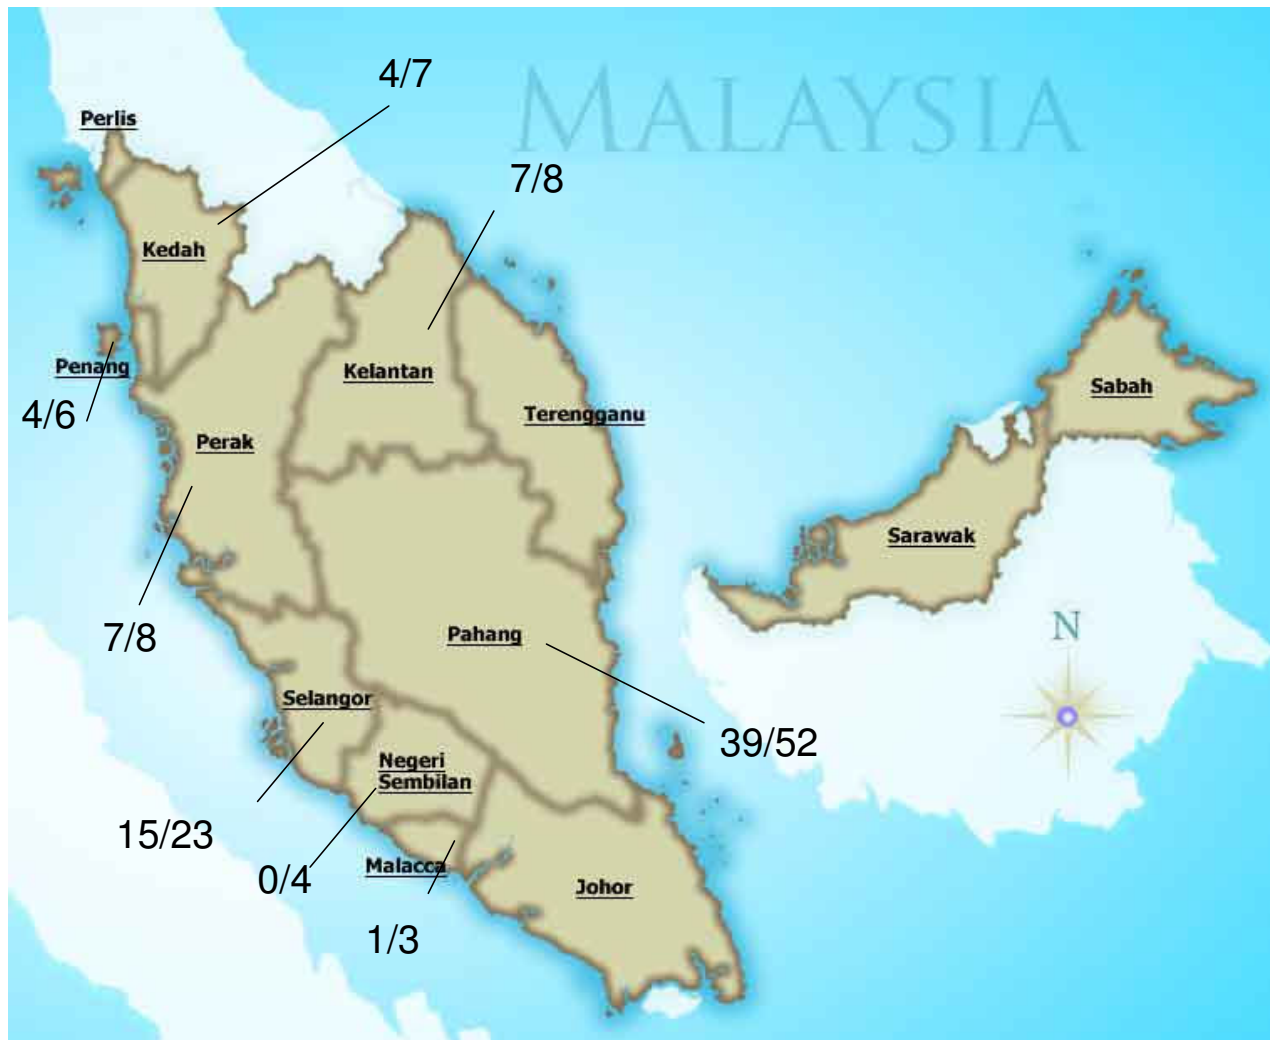 MALAYSIA
4/7
Perlis
7/8
Kedah
Penang
Kelantan
Sabah
4/6
Terengganu
Perak
Sarawak
7/8
Pahang
N
Selangor
39/52
Negeri
Sembilan
15/23
0/4
Malacca
Johor
1/3